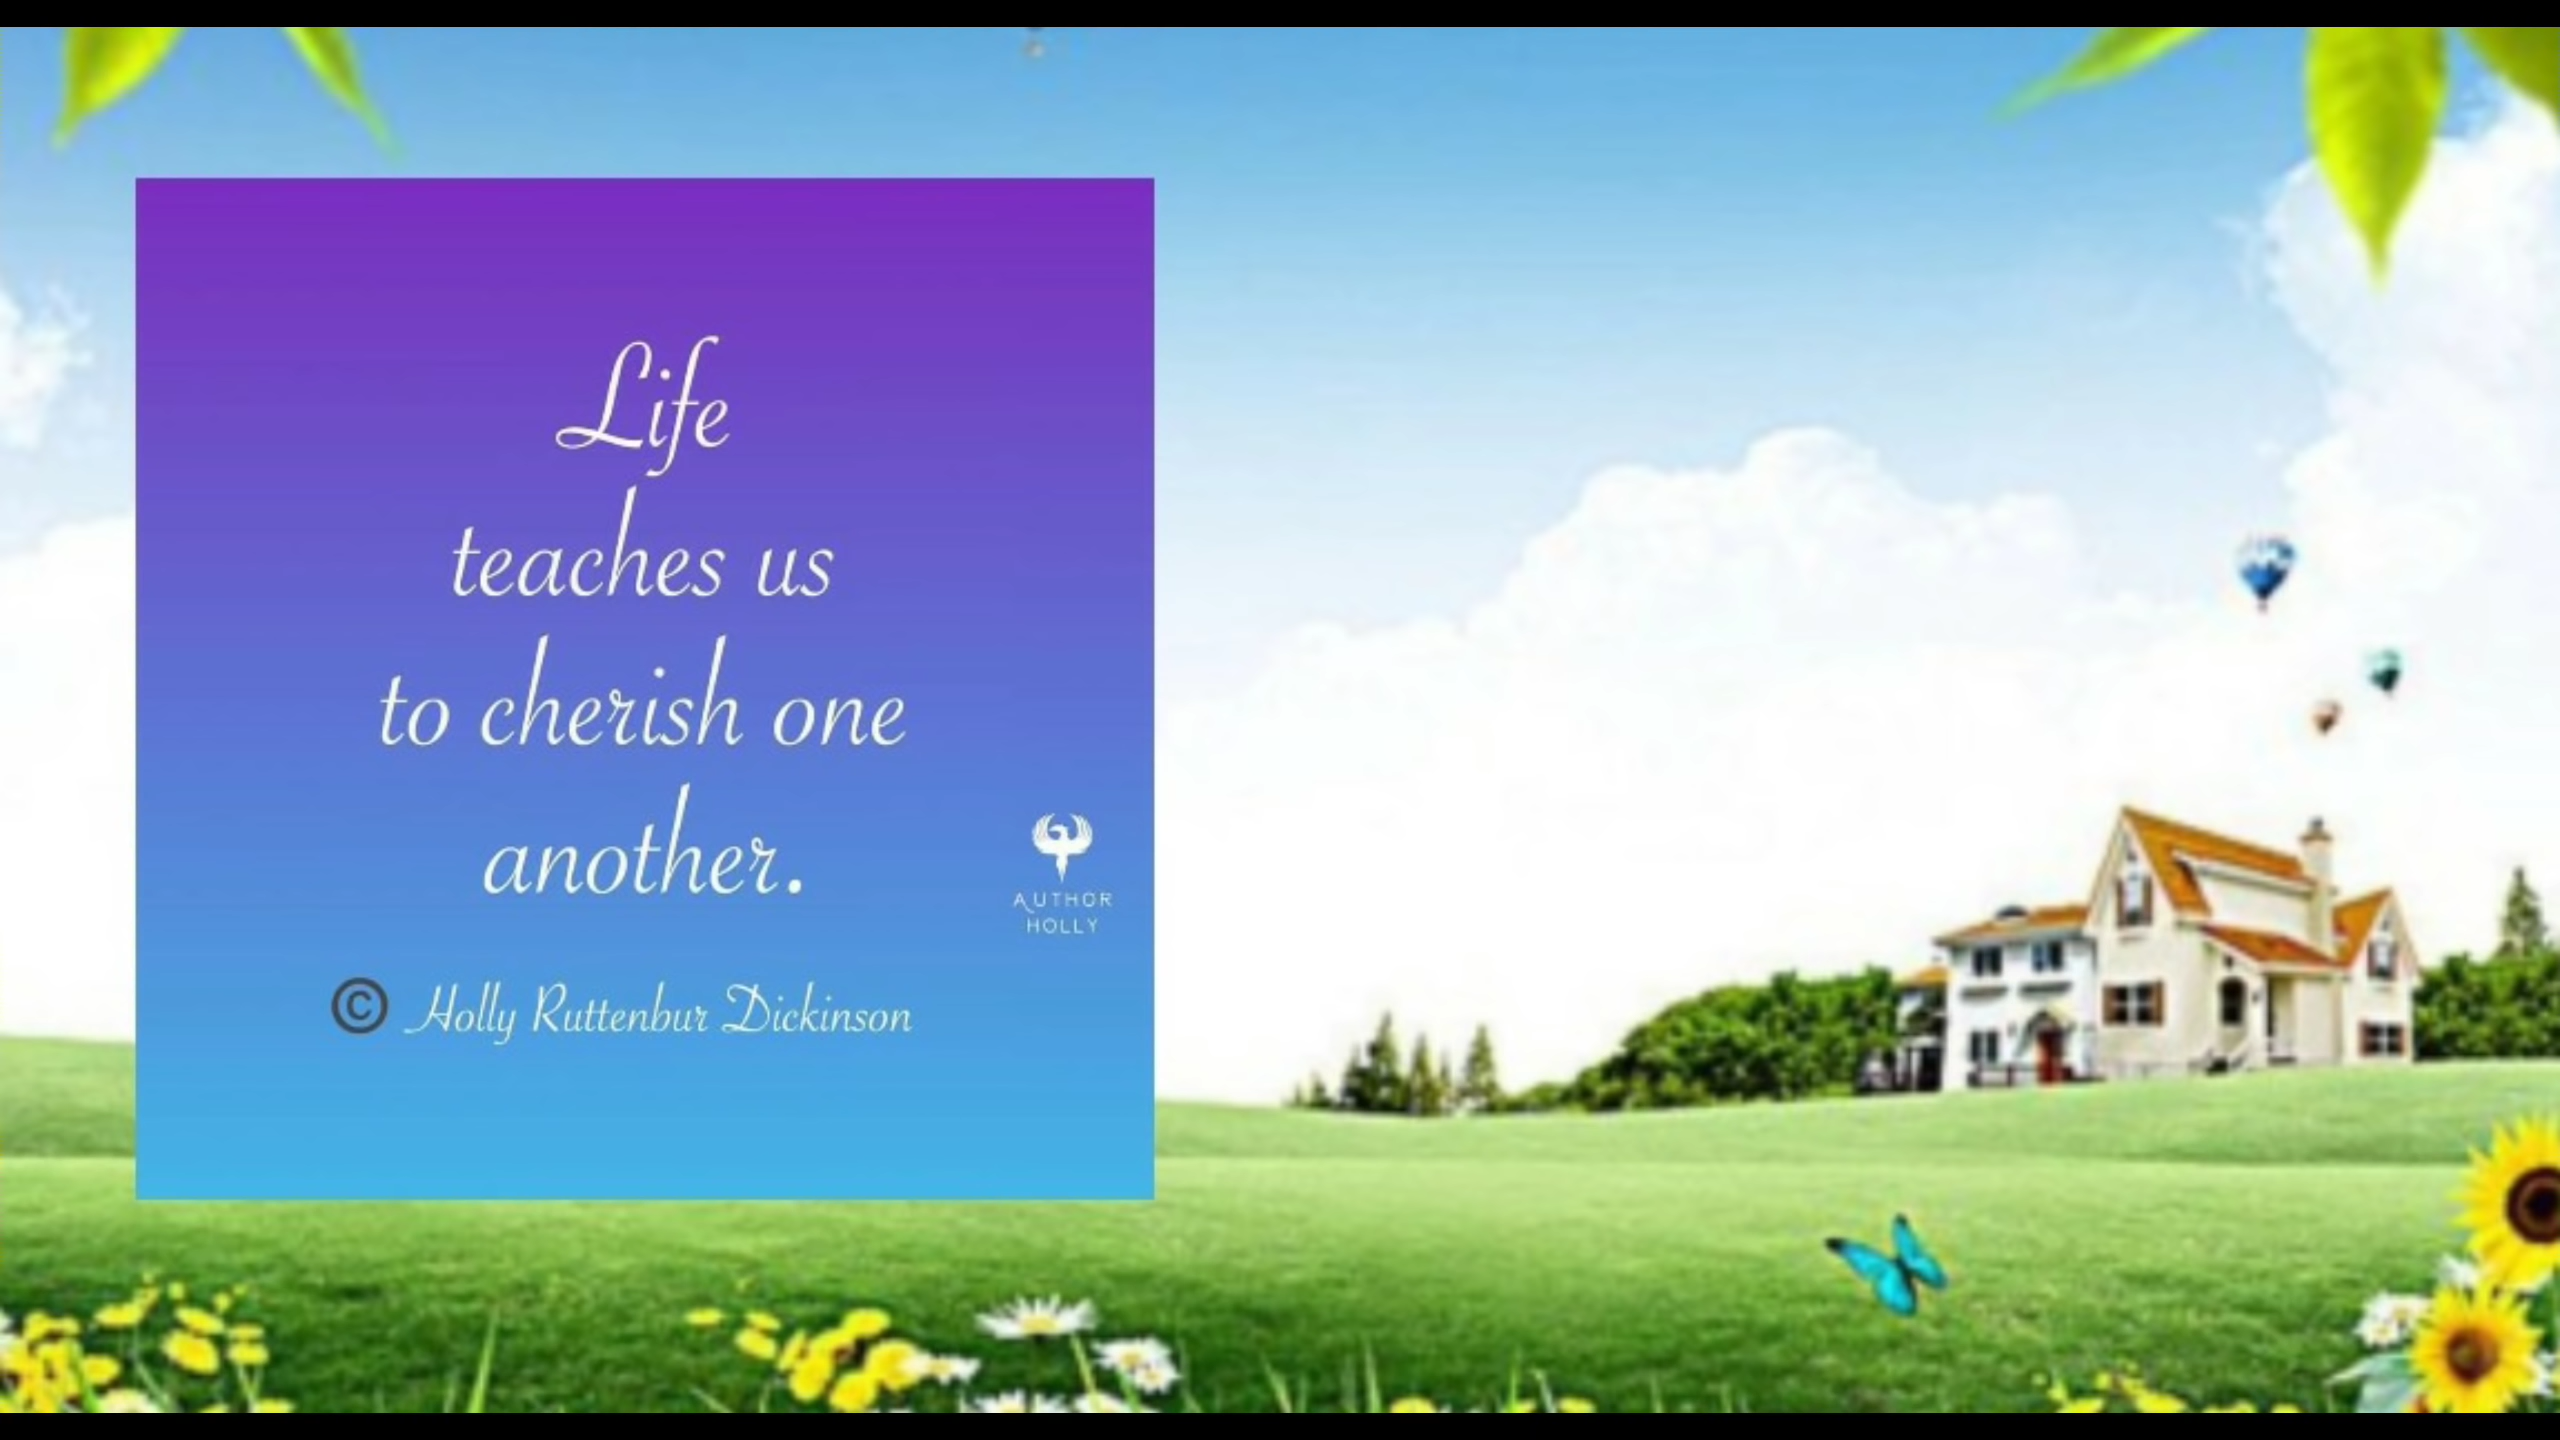 Life
teaches us
to cherish one
another.
AUTHOR
HOLLY
© Holly Ruttenbur Dickinson